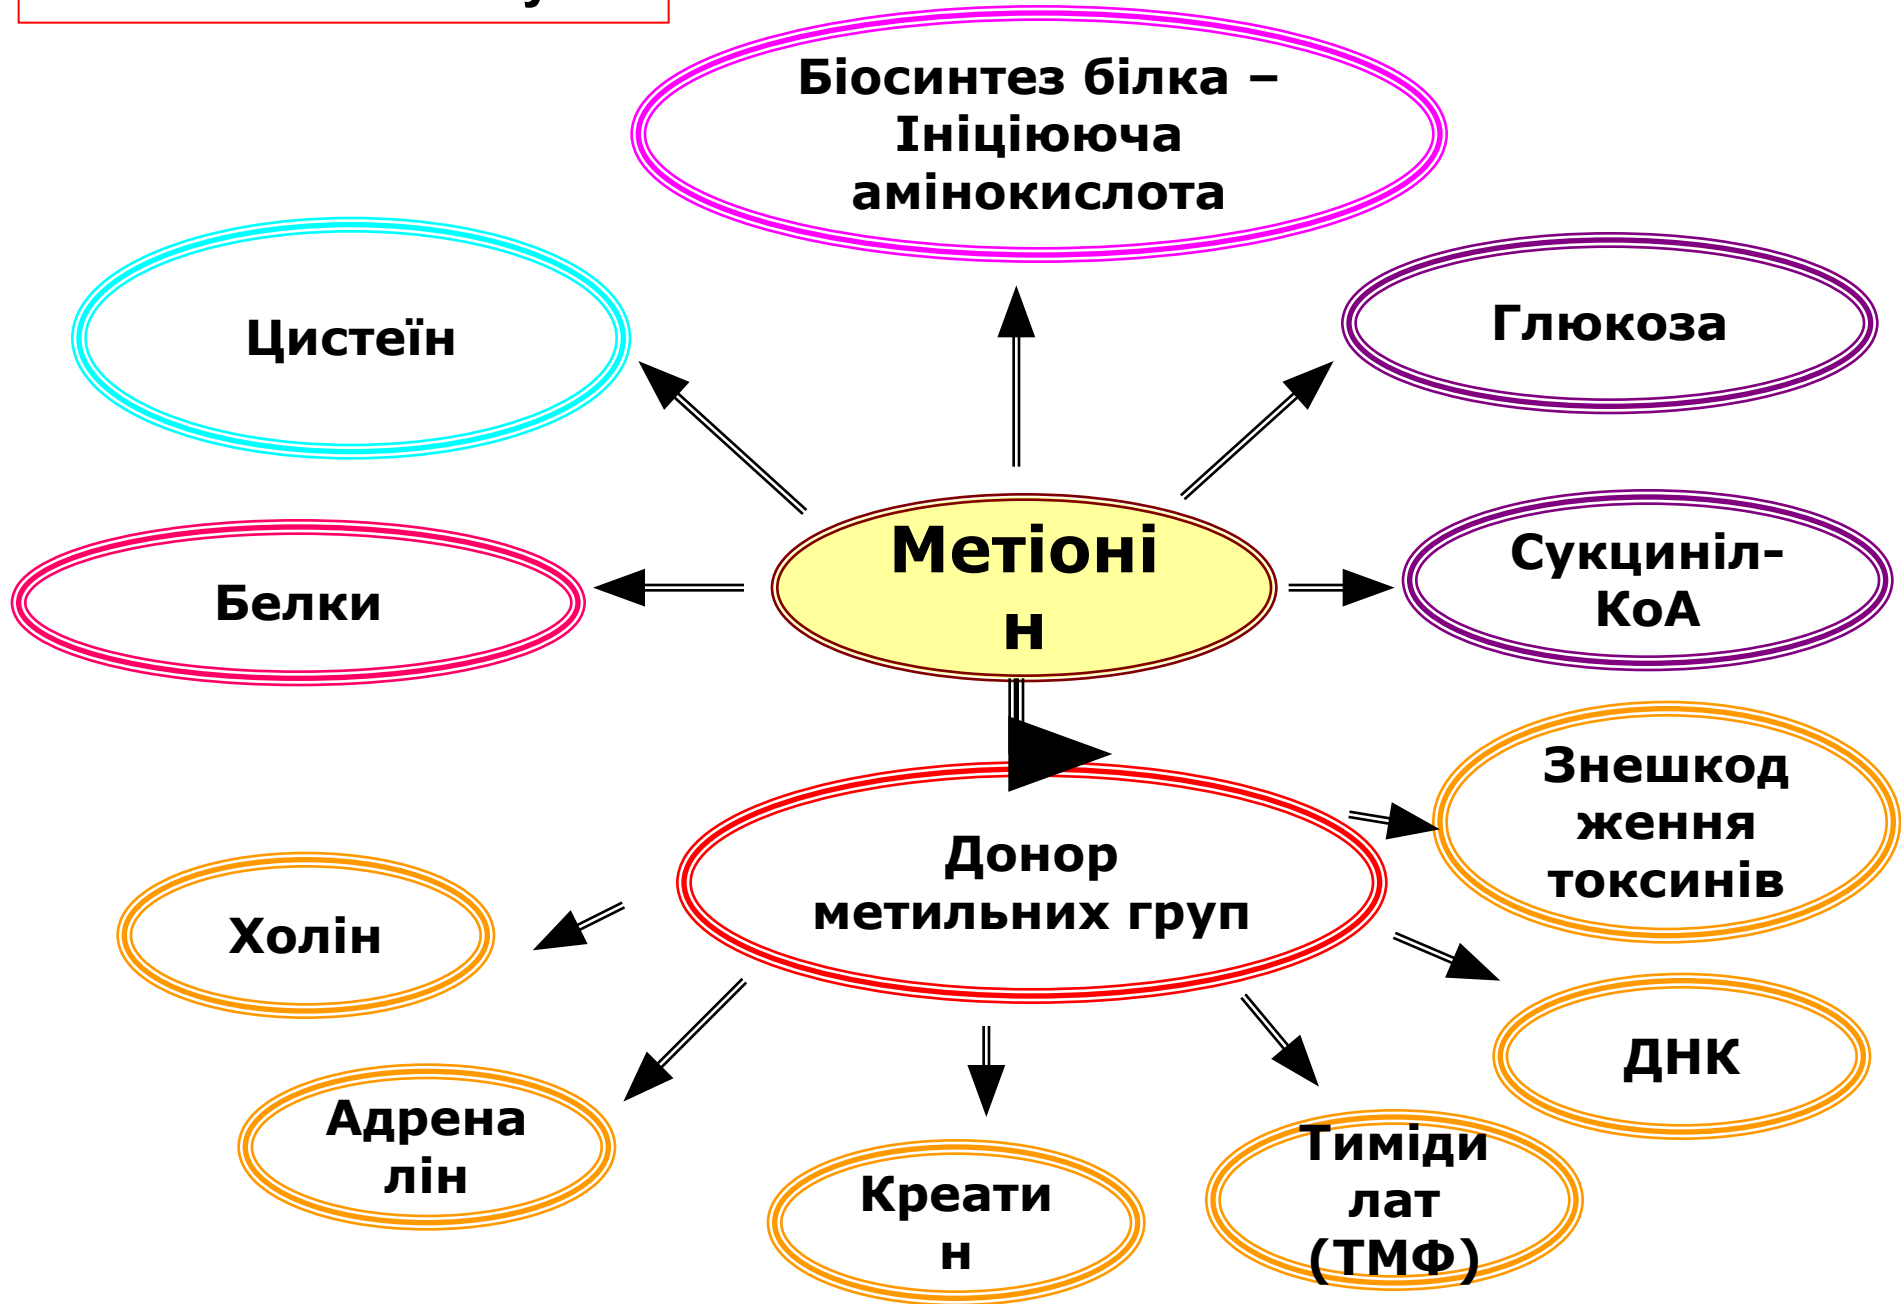 Біосинтез білка –
Ініціююча
амінокислота
Цистеїн
Глюкоза
Белки
Метіоні
н
Сукциніл-
КоА
Знешкод
ження
токсинів
Донор
метильних груп
Холін
ДНК
Адрена
лін
Креати
н
Тиміди
лат
(ТМФ)